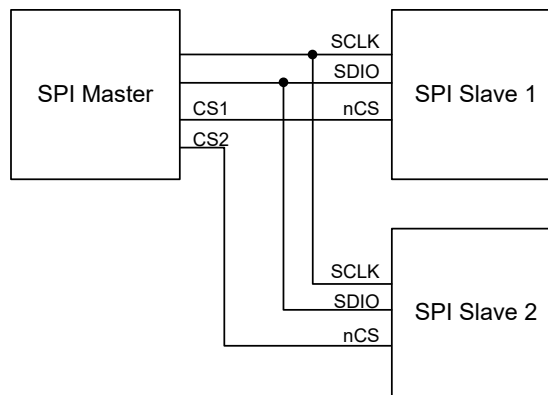 SCLK
SDIO
SPI Master
SPI Slave 1
CS1
nCS
CS2
SCLK
SDIO
SPI Slave 2
nCS